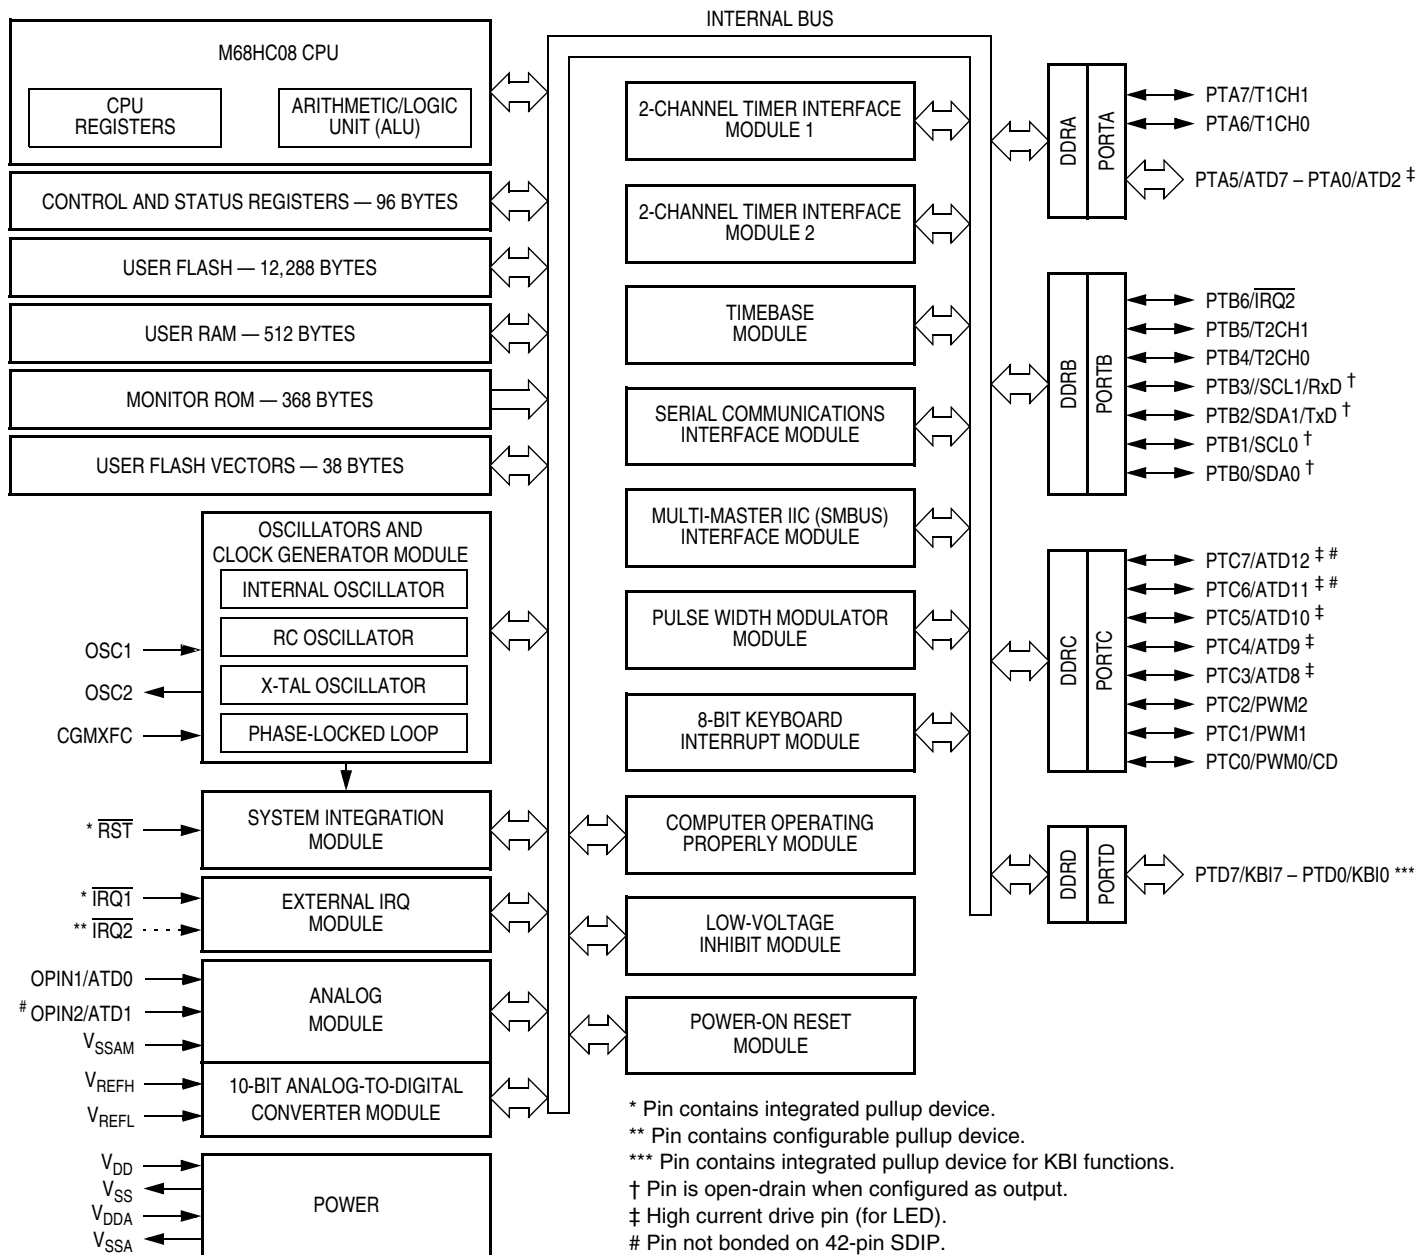 INTERNAL BUS
M68HC08 CPU
CPU
REGISTERS
ARITHMETIC/LOGIC
UNIT (ALU)
CONTROL AND STATUS REGISTERS — 96 BYTES
USER FLASH — 12,288 BYTES
USER RAM — 512 BYTES
MONITOR ROM — 368 BYTES
USER FLASH VECTORS — 38 BYTES
OSCILLATORS AND
CLOCK GENERATOR MODULE
INTERNAL OSCILLATOR
RC OSCILLATOR
X-TAL OSCILLATOR
PHASE-LOCKED LOOP
OSC1
OSC2
CGMXFC
SYSTEM INTEGRATION
MODULE
* RST
EXTERNAL IRQ
MODULE
* IRQ1
** IRQ2
ANALOG
MODULE
OPIN1/ATD0
# OPIN2/ATD1
VSSAM
10-BIT ANALOG-TO-DIGITAL
CONVERTER MODULE
VREFH
VREFL
POWER
VDD
VSS
VDDA
VSSA
2-CHANNEL TIMER INTERFACE
MODULE 1
2-CHANNEL TIMER INTERFACE
MODULE 2
TIMEBASE
MODULE
SERIAL COMMUNICATIONS
INTERFACE MODULE
MULTI-MASTER IIC (SMBUS)
INTERFACE MODULE
PULSE WIDTH MODULATOR
MODULE
8-BIT KEYBOARD
INTERRUPT MODULE
COMPUTER OPERATING
PROPERLY MODULE
LOW-VOLTAGE
INHIBIT MODULE
POWER-ON RESET
MODULE
DDRA
PORTA
PTA7/T1CH1
PTA6/T1CH0
PTA5/ATD7 – PTA0/ATD2 ‡
DDRB
PORTB
PTB6/IRQ2
PTB5/T2CH1
PTB4/T2CH0
PTB3//SCL1/RxD †
PTB2/SDA1/TxD †
PTB1/SCL0 †
PTB0/SDA0 †
DDRC
PORTC
PTC7/ATD12 ‡ #
PTC6/ATD11 ‡ #
PTC5/ATD10 ‡
PTC4/ATD9 ‡
PTC3/ATD8 ‡
PTC2/PWM2
PTC1/PWM1
PTC0/PWM0/CD
DDRD
PORTD
PTD7/KBI7 – PTD0/KBI0 ***
* Pin contains integrated pullup device.
** Pin contains configurable pullup device.
*** Pin contains integrated pullup device for KBI functions.
† Pin is open-drain when configured as output.
‡ High current drive pin (for LED).
# Pin not bonded on 42-pin SDIP.